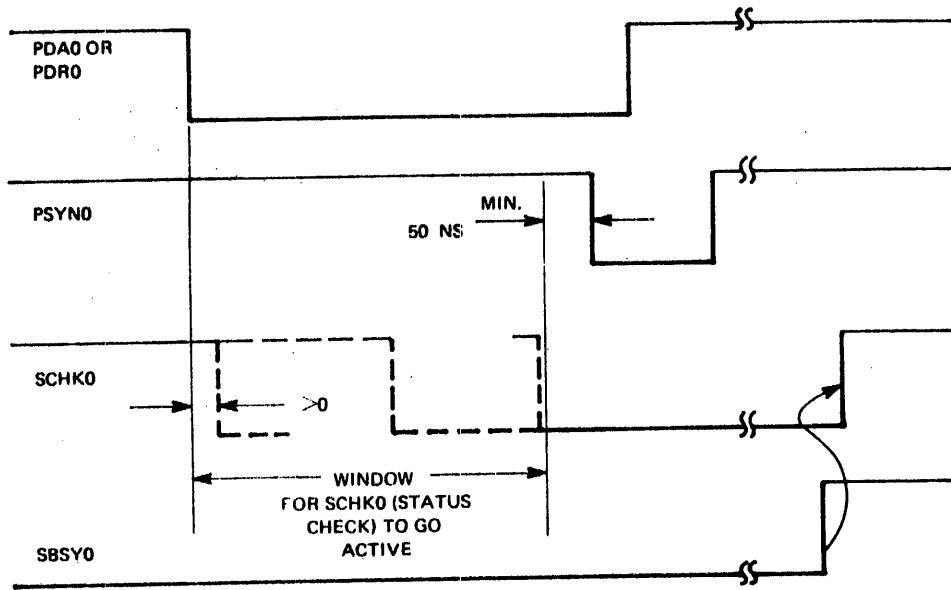 PDA0 OR
PDR0
PSYN0
MIN.
50 NS
SCHK0
>0
WINDOW
FOR SCHK0 (STATUS
CHECK) TO GO
ACTIVE
SBSY0